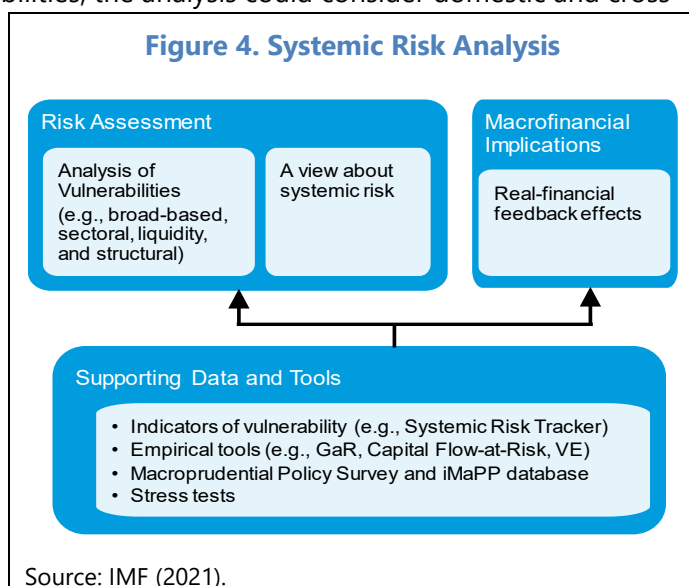 bilities, the analysis could consider domestic and cross
Figure 4. Systemic Risk Analysis
Risk Assessment
Analysis of
Vulnerabilities
(e.g., broad-based,
sectoral, liquidity,
and structural)
A view about
systemic risk
Macrofinancial
Implications
Real-financial
feedback effects
Supporting Data and Tools
• Indicators of vulnerability (e.g., Systemic Risk Tracker)
• Empirical tools (e.g., GaR, Capital Flow-at-Risk, VE)
• Macroprudential Policy Survey and iMaPP database
• Stress tests
Source: IMF (2021).